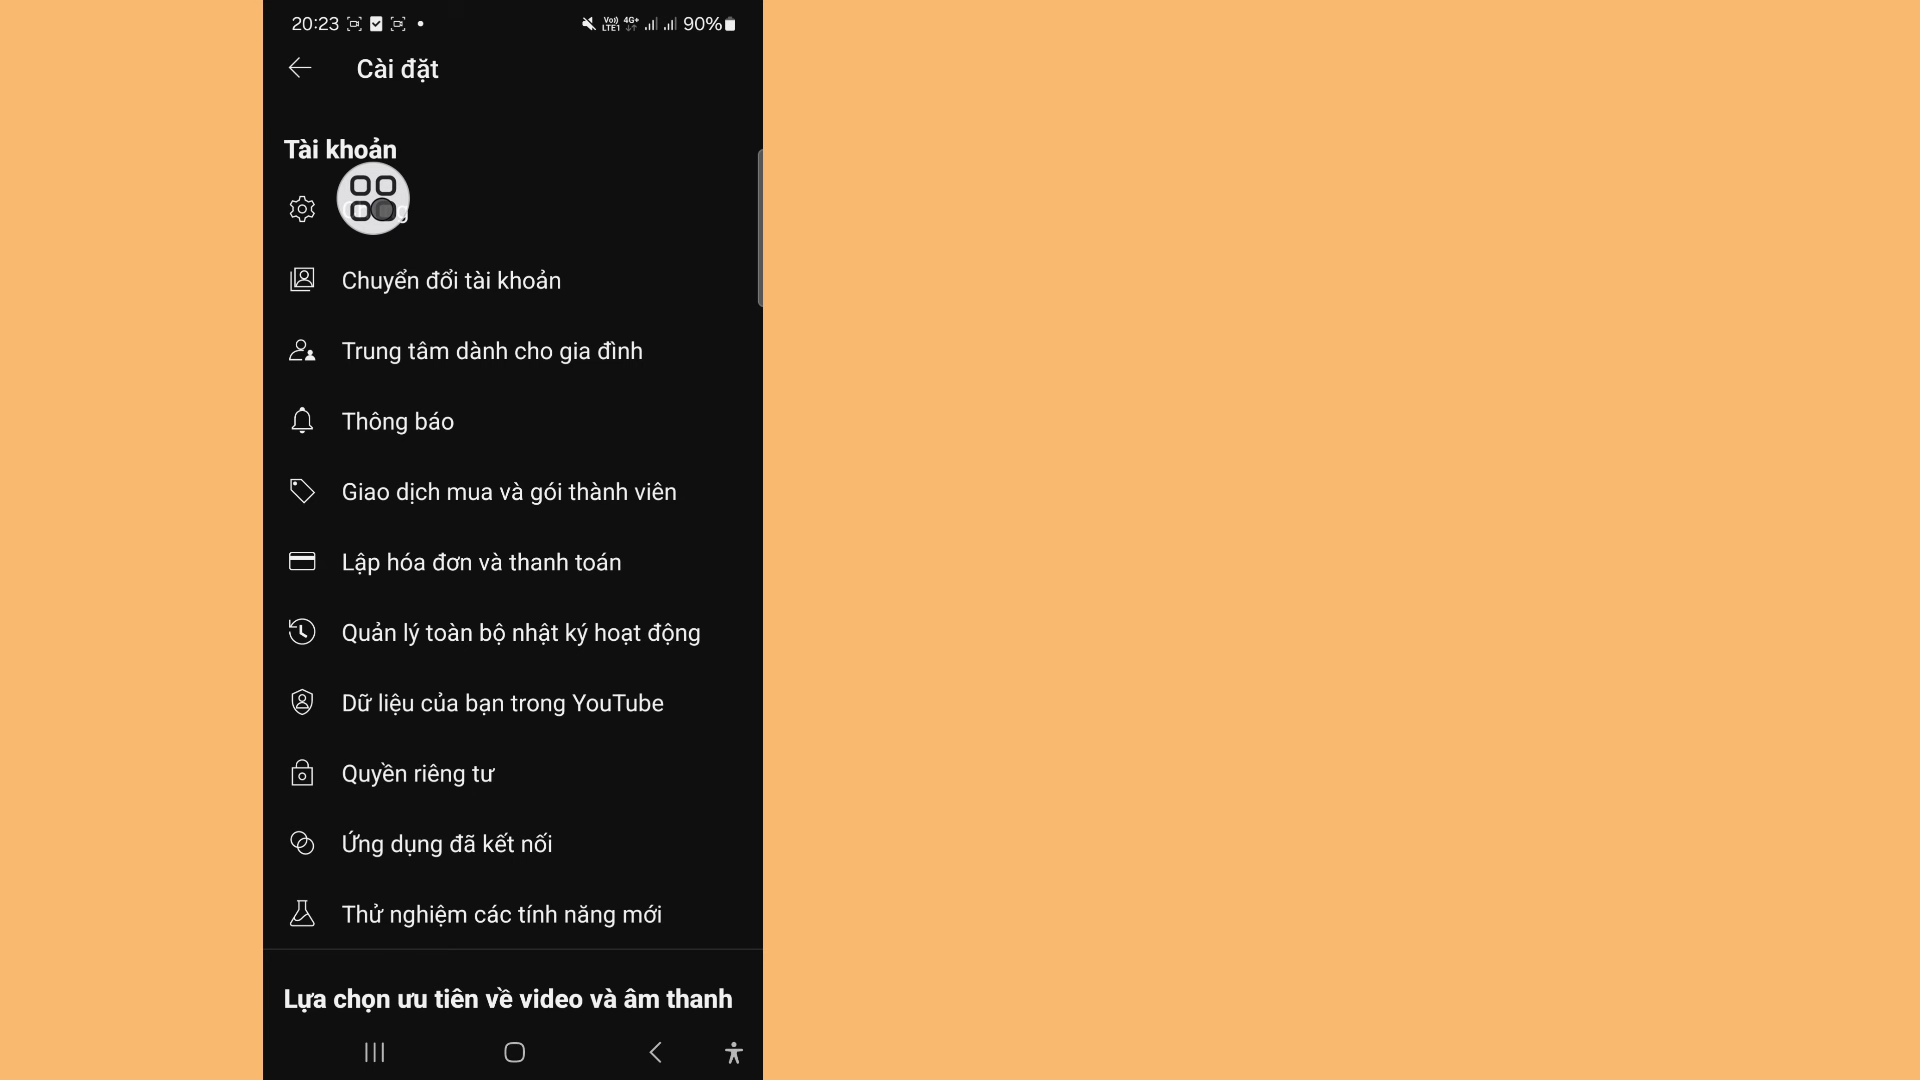 20:23
Vo)) LTE1 4G+ 90%
Cài đặt
Tài khoản
Chuyển đổi tài khoản
Trung tâm dành cho gia đình
Thông báo
Giao dịch mua và gói thành viên
Lập hóa đơn và thanh toán
Quản lý toàn bộ nhật ký hoạt động
Dữ liệu của bạn trong YouTube
Quyền riêng tư
Ứng dụng đã kết nối
Thử nghiệm các tính năng mới
Lựa chọn ưu tiên về video và âm thanh